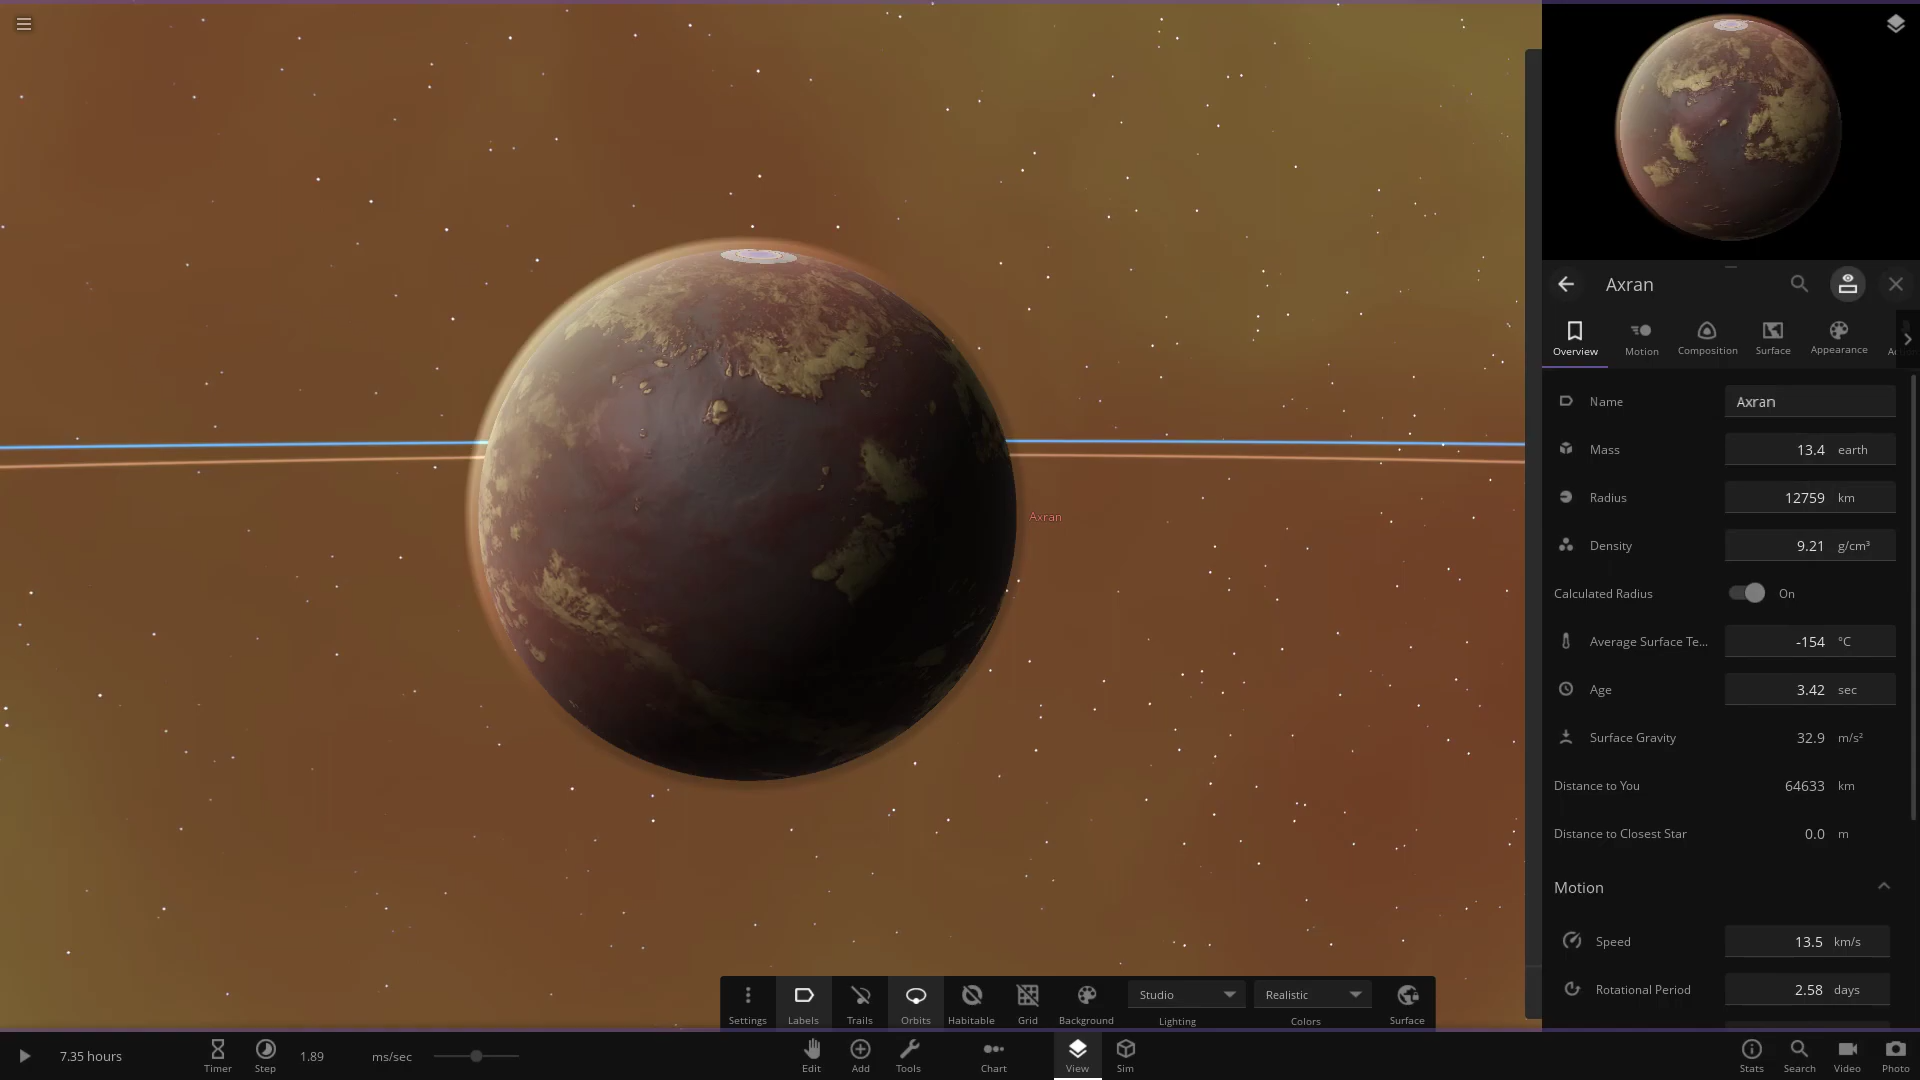 Axran
Overview
Motion
Composition
Surface
Appearance
Name
Axran
Mass
13.4 earth
Radius
12759 km
Density
9.21 g/cm³
Calculated Radius
On
Average Surface Te...
-154 °C
Age
3.42 sec
Surface Gravity
32.9 m/s²
Distance to You
64633 km
Distance to Closest Star
0.0 m
Motion
Speed
13.5 km/s
Rotational Period
2.58 days
Axran
Settings
Labels
Trails
Orbits
Habitable
Grid
Background
Studio
Lighting
Realistic
Colors
Surface
7.35 hours
Timer
Step
1.89 ms/sec
Edit
Add
Tools
Chart
View
Sim
Stats
Search
Video
Photo